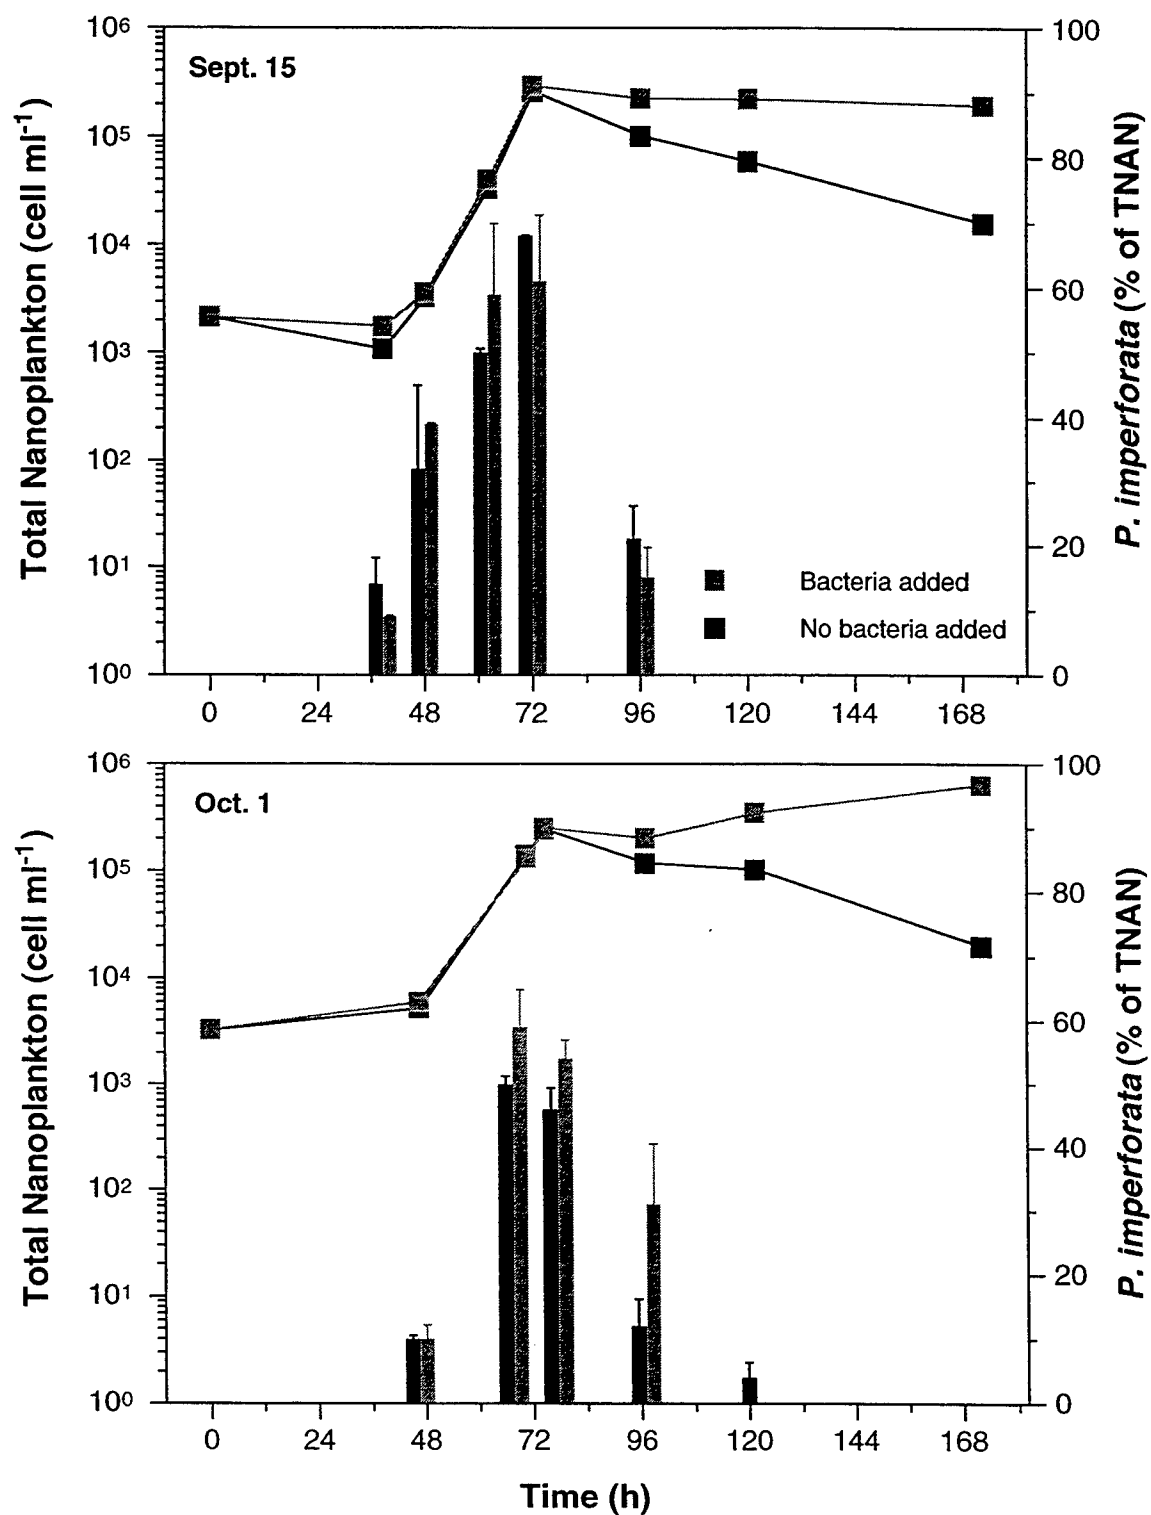 Total Nanoplankton (cell ml⁻¹)
10⁶
10⁵
10⁴
10³
10²
10¹
10⁰
Sept. 15
Bacteria added
No bacteria added
100
80
60
40
20
0
P. imperforata (% of TNAN)
0 24 48 72 96 120 144 168
Total Nanoplankton (cell ml⁻¹)
10⁶
10⁵
10⁴
10³
10²
10¹
10⁰
Oct. 1
100
80
60
40
20
0
P. imperforata (% of TNAN)
0 24 48 72 96 120 144 168
Time (h)